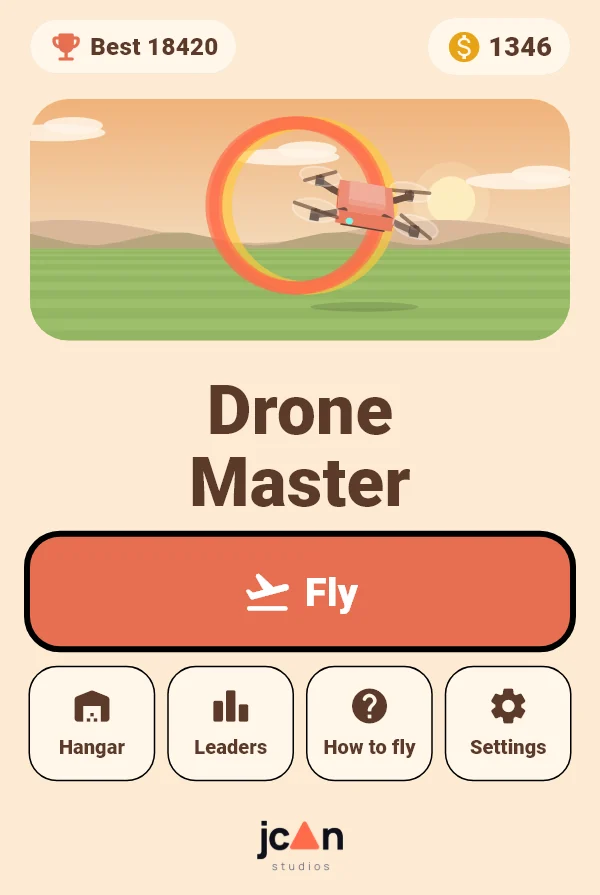 Best 18420
1346
Drone
Master
Fly
Hangar
Leaders
How to fly
Settings
jcan
studios